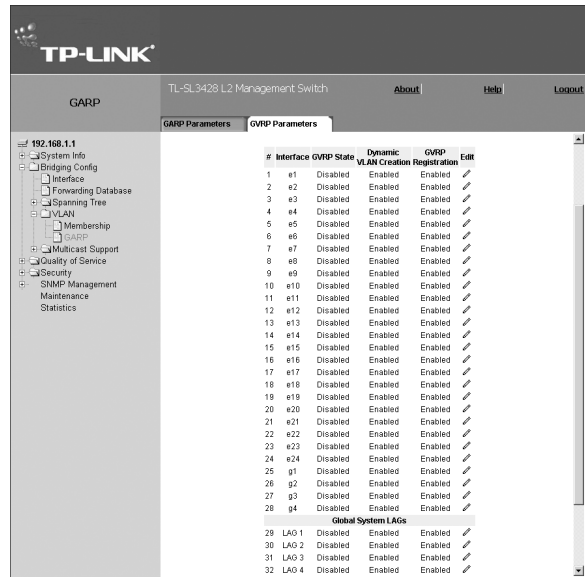 TP-LINK
GARP
TL-SL3428 L2 Management Switch
About
Help
Logout
GARP Parameters
GVRP Parameters
192.168.1.1
System Info
Bridging Config
Interface
Forwarding Database
Spanning Tree
VLAN
Membership
GARP
Multicast Support
Quality of Service
Security
SNMP Management
Maintenance
Statistics
# Interface GVRP State Dynamic VLAN Creation GVRP Registration Edit
1 e1 Disabled Enabled Enabled
2 e2 Disabled Enabled Enabled
3 e3 Disabled Enabled Enabled
4 e4 Disabled Enabled Enabled
5 e5 Disabled Enabled Enabled
6 e6 Disabled Enabled Enabled
7 e7 Disabled Enabled Enabled
8 e8 Disabled Enabled Enabled
9 e9 Disabled Enabled Enabled
10 e10 Disabled Enabled Enabled
11 e11 Disabled Enabled Enabled
12 e12 Disabled Enabled Enabled
13 e13 Disabled Enabled Enabled
14 e14 Disabled Enabled Enabled
15 e15 Disabled Enabled Enabled
16 e16 Disabled Enabled Enabled
17 e17 Disabled Enabled Enabled
18 e18 Disabled Enabled Enabled
19 e19 Disabled Enabled Enabled
20 e20 Disabled Enabled Enabled
21 e21 Disabled Enabled Enabled
22 e22 Disabled Enabled Enabled
23 e23 Disabled Enabled Enabled
24 e24 Disabled Enabled Enabled
25 g1 Disabled Enabled Enabled
26 g2 Disabled Enabled Enabled
27 g3 Disabled Enabled Enabled
28 g4 Disabled Enabled Enabled
Global System LAGs
29 LAG 1 Disabled Enabled Enabled
30 LAG 2 Disabled Enabled Enabled
31 LAG 3 Disabled Enabled Enabled
32 LAG 4 Disabled Enabled Enabled